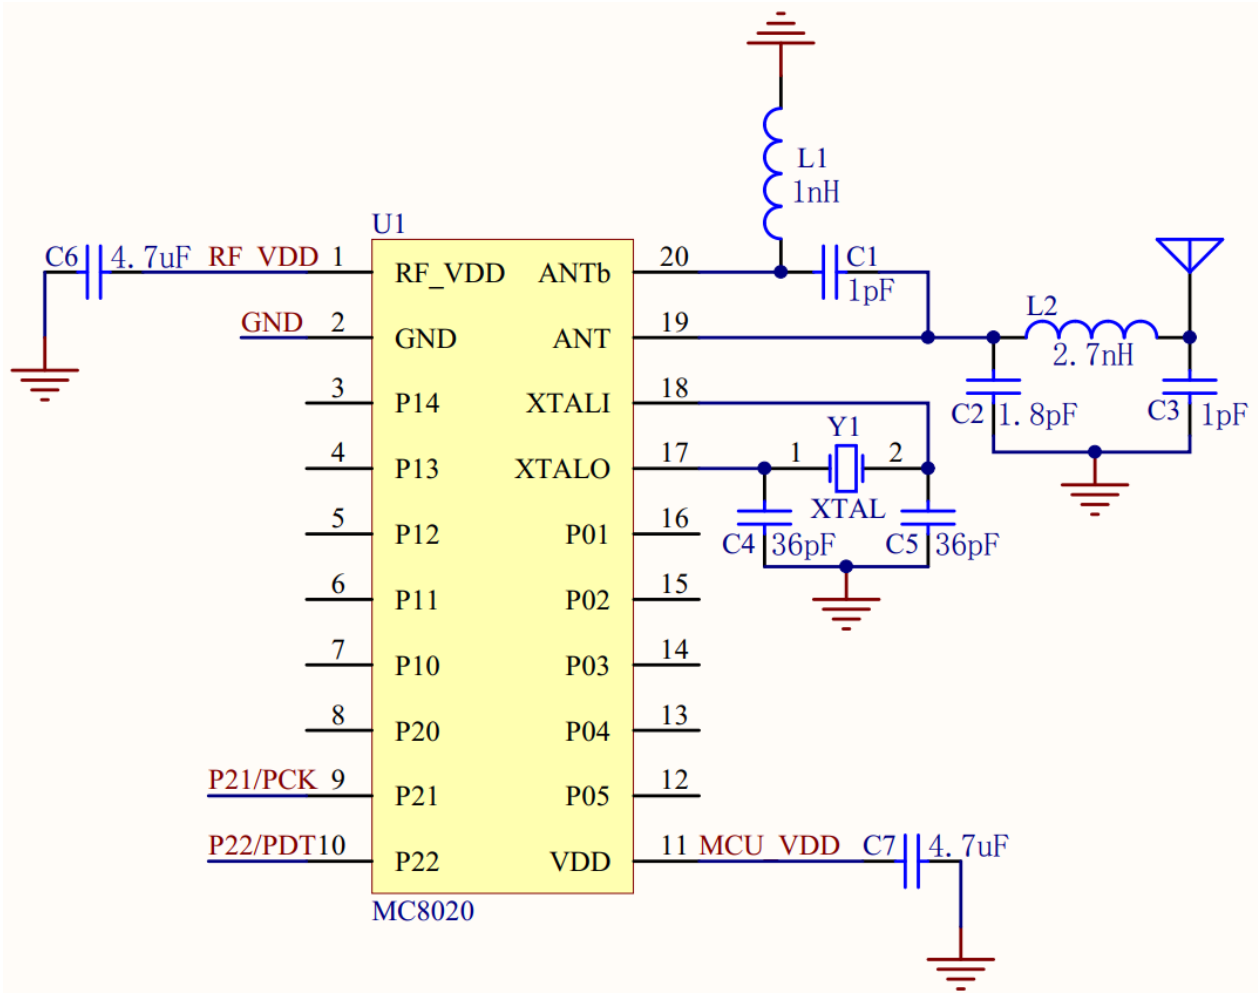 L1
1nH
U1
C6 4.7uF RF_VDD 1 RF_VDD ANTb 20 C1
1pF
GND 2 GND ANT 19 L2
2.7nH
3 P14 XTALI 18 C2 1.8pF C3 1pF
Y1
4 P13 XTALO 17 1 2
XTAL
5 P12 P01 16 C4 36pF C5 36pF
6 P11 P02 15
7 P10 P03 14
8 P20 P04 13
P21/PCK 9 P21 P05 12
P22/PDT 10 P22 VDD 11 MCU_VDD C7 4.7uF
MC8020